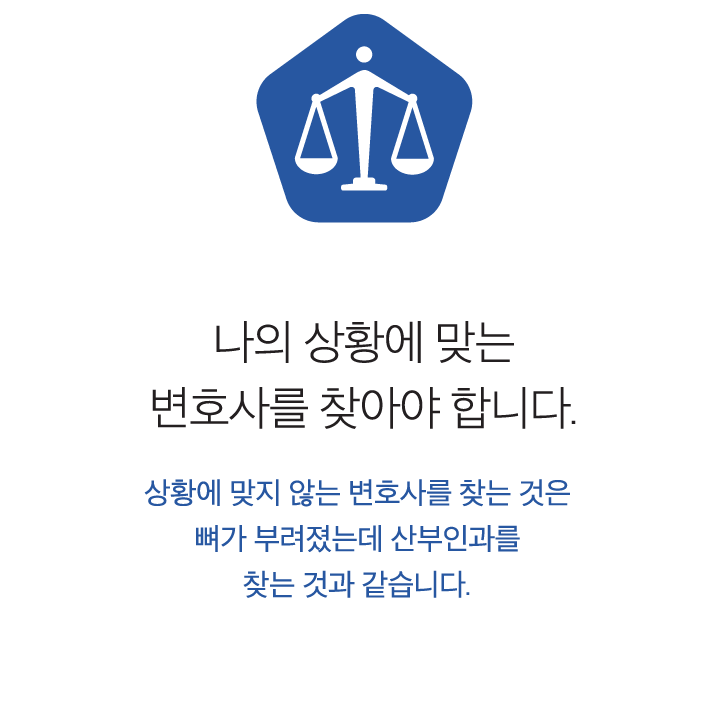 나의 상황에 맞는
변호사를 찾아야 합니다.
상황에 맞지 않는 변호사를 찾는 것은
뼈가 부려졌는데 산부인과를
찾는 것과 같습니다.